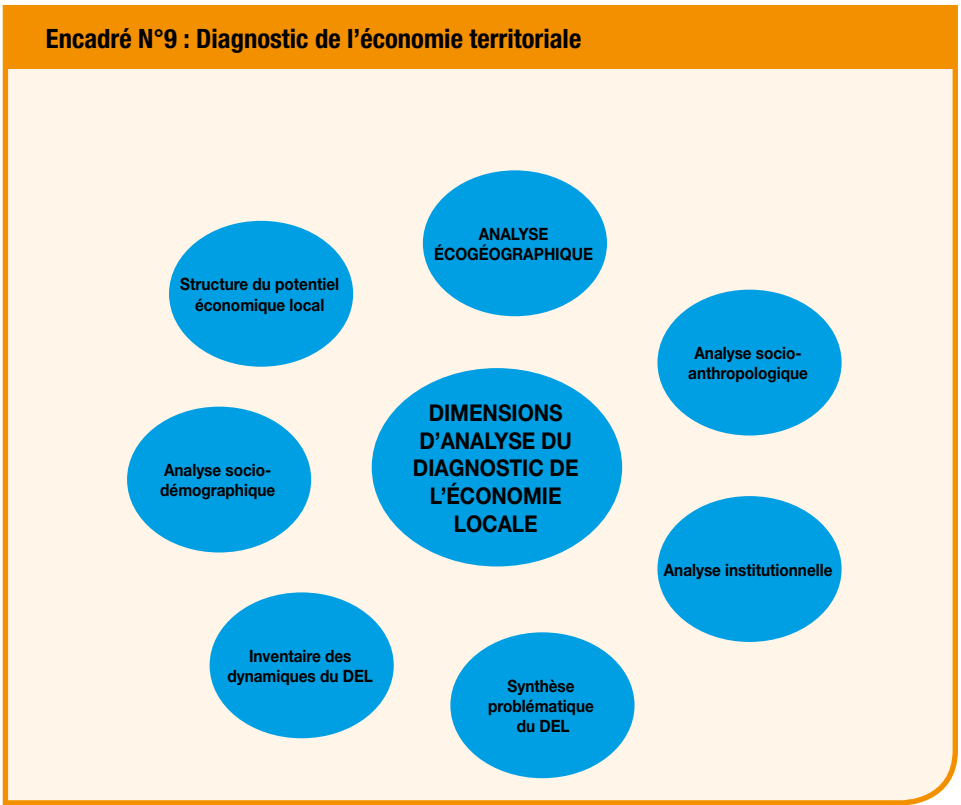 Encadré N°9 : Diagnostic de l'économie territoriale
ANALYSE
ÉCOGÉOGRAPHIQUE
Structure du potentiel
économique local
Analyse socio-
anthropologique
DIMENSIONS
D'ANALYSE DU
DIAGNOSTIC DE
L'ÉCONOMIE
LOCALE
Analyse socio-
démographique
Analyse institutionnelle
Inventaire des
dynamiques du DEL
Synthèse
problématique
du DEL